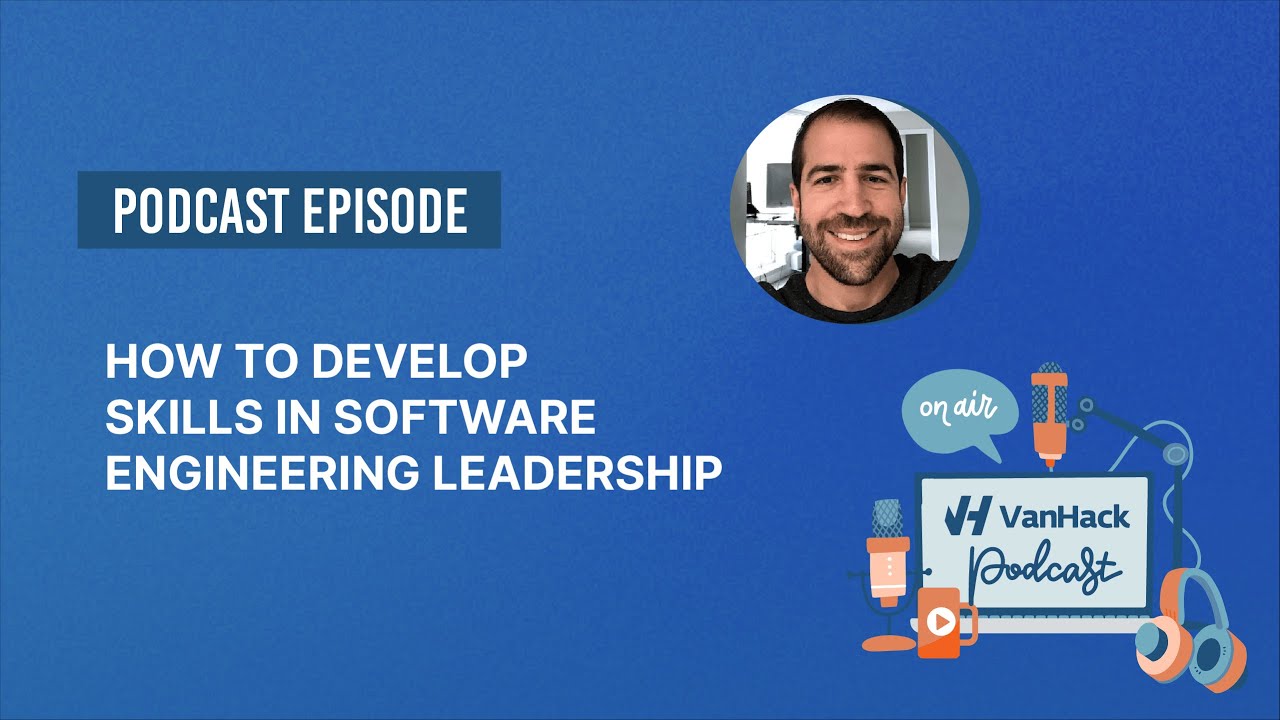 PODCAST EPISODE
HOW TO DEVELOP
SKILLS IN SOFTWARE
ENGINEERING LEADERSHIP
on air
VanHack
Podcast